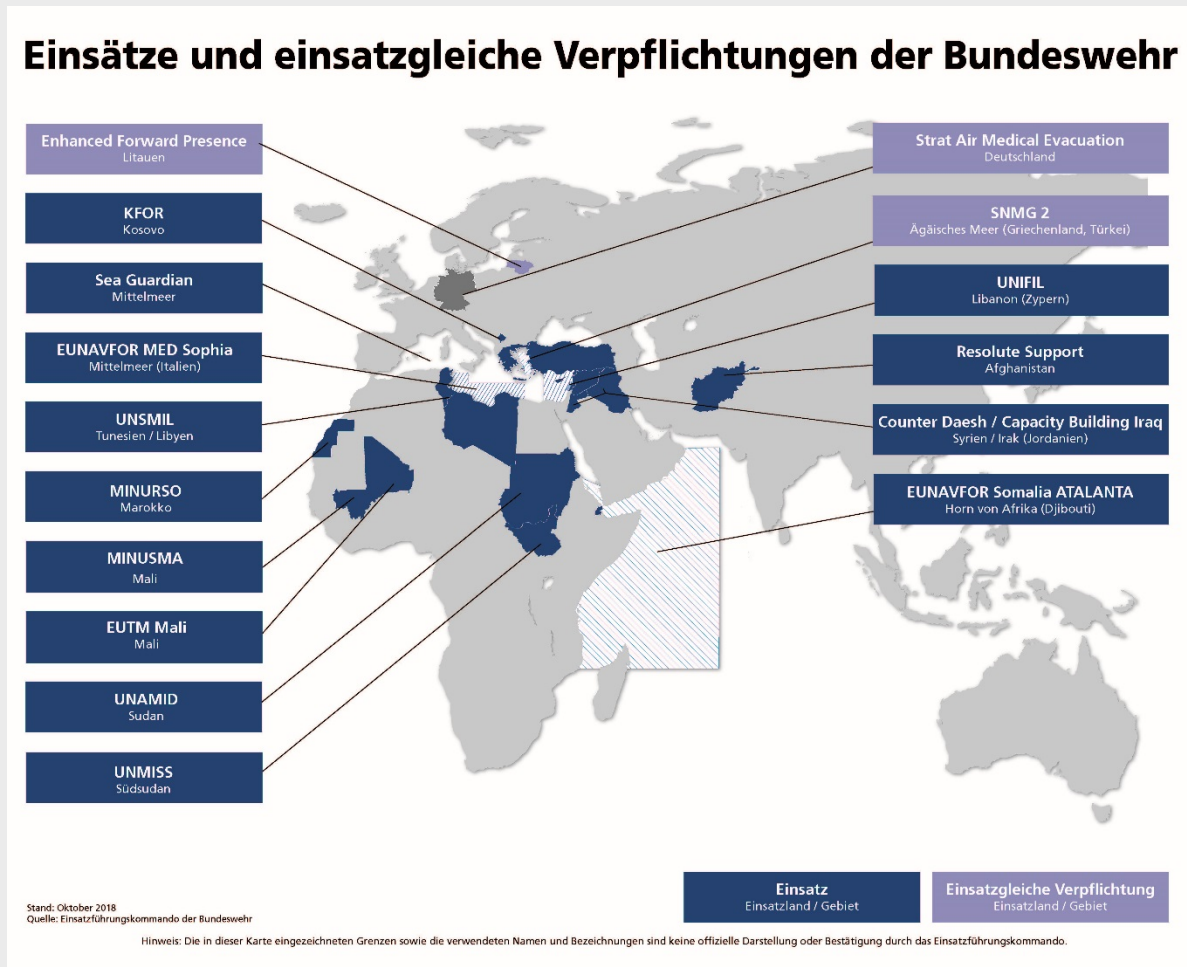 Einsätze und einsatzgleiche Verpflichtungen der Bundeswehr
Enhanced Forward Presence
Litauen
KFOR
Kosovo
Sea Guardian
Mittelmeer
EUNAVFOR MED Sophia
Mittelmeer (Italien)
UNSMIL
Tunesien / Libyen
MINURSO
Marokko
MINUSMA
Mali
EUTM Mali
Mali
UNAMID
Sudan
UNMISS
Südsudan
Strat Air Medical Evacuation
Deutschland
SNMG 2
Ägäisches Meer (Griechenland, Türkei)
UNIFIL
Libanon (Zypern)
Resolute Support
Afghanistan
Counter Daesh / Capacity Building Iraq
Syrien / Irak (Jordanien)
EUNAVFOR Somalia ATALANTA
Horn von Afrika (Djibouti)
Einsatz
Einsatzland / Gebiet
Einsatzgleiche Verpflichtung
Einsatzland / Gebiet
Stand: Oktober 2018
Quelle: Einsatzführungskommando der Bundeswehr
Hinweis: Die in dieser Karte eingezeichneten Grenzen sowie die verwendeten Namen und Bezeichnungen sind keine offizielle Darstellung oder Bestätigung durch das Einsatzführungskommando.